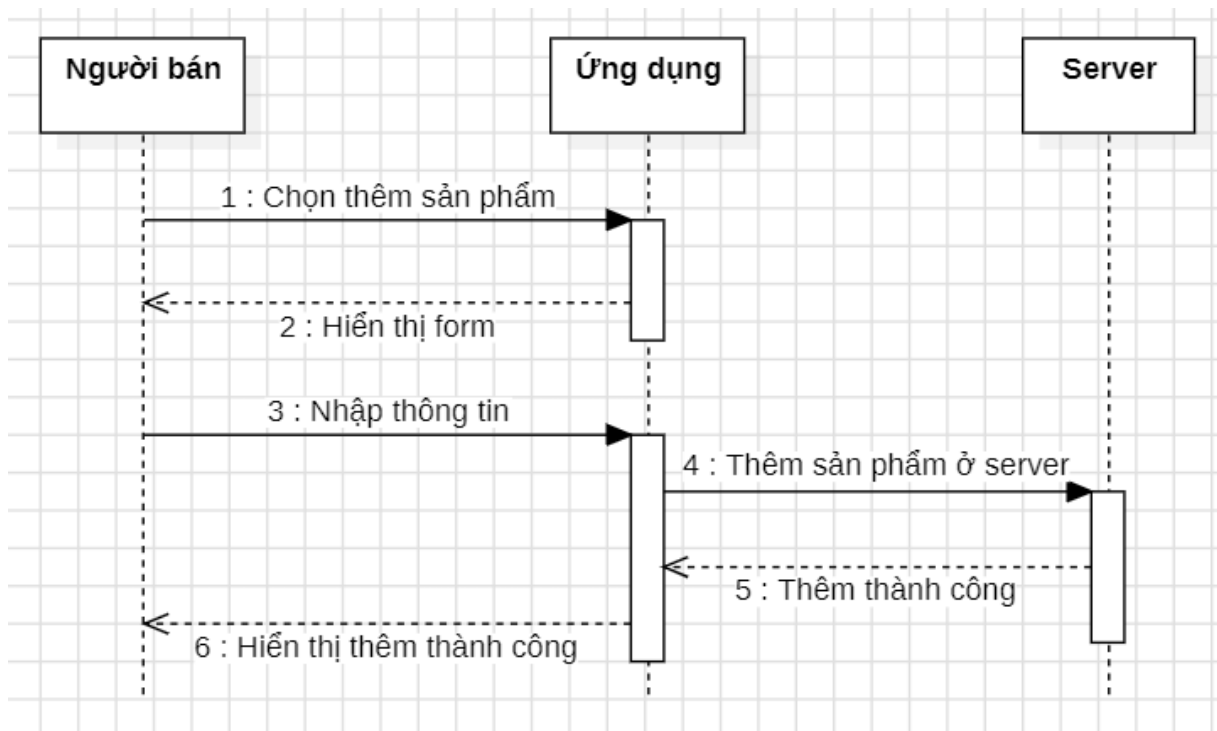 Người bán
Ứng dụng
Server
1 : Chọn thêm sản phẩm
2 : Hiển thị form
3 : Nhập thông tin
4 : Thêm sản phẩm ở server
5 : Thêm thành công
6 : Hiển thị thêm thành công